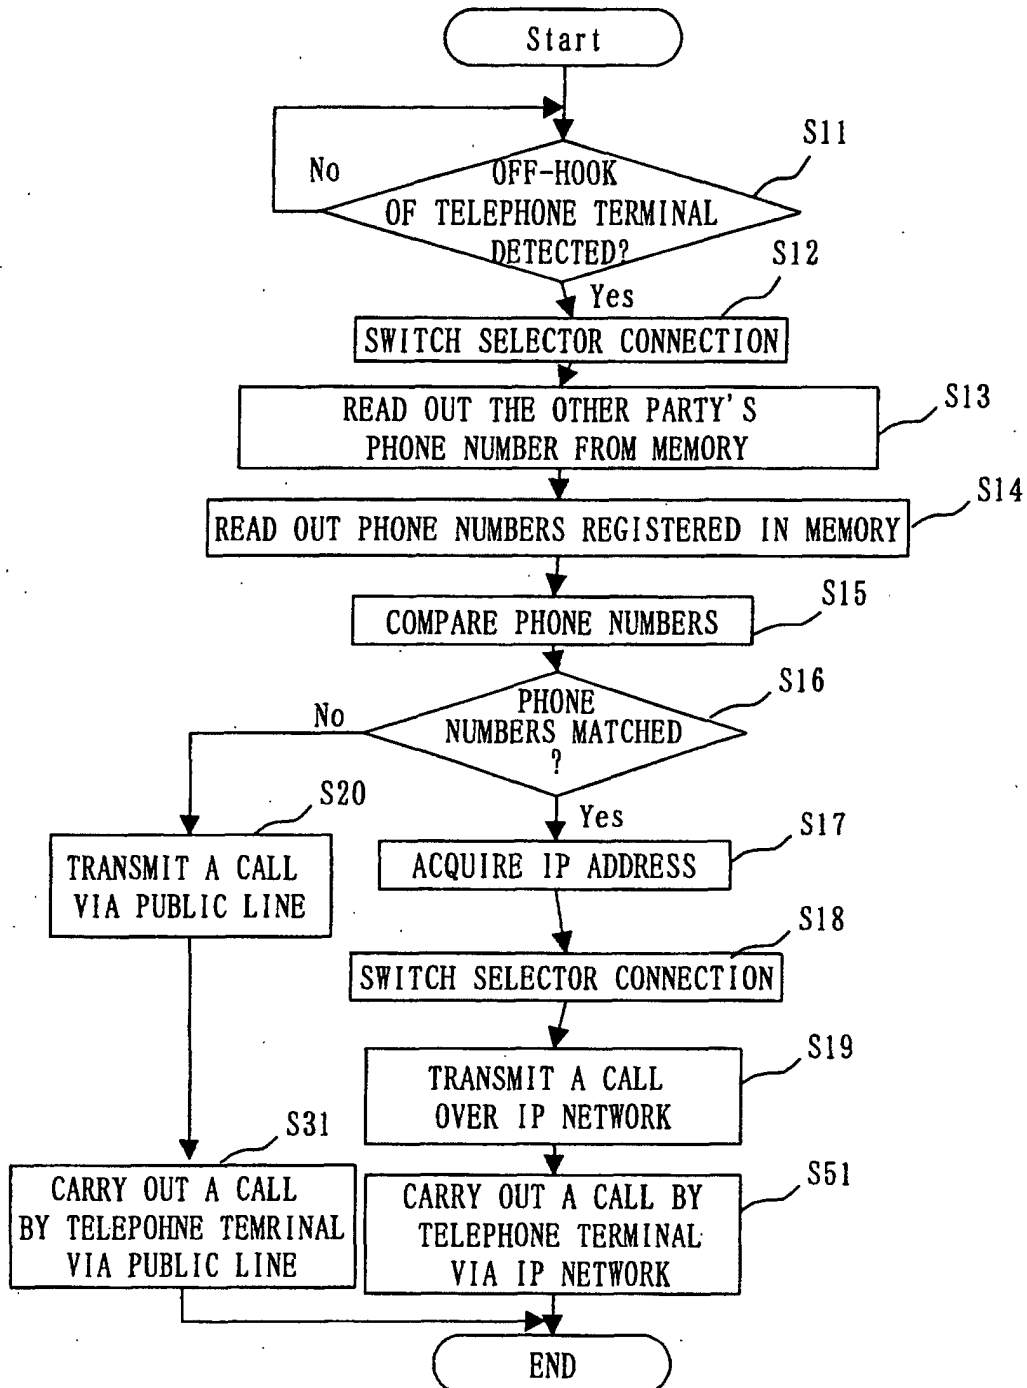 Start
S11
No
OFF-HOOK
OF TELEPHONE TERMINAL
DETECTED?
S12
Yes
SWITCH SELECTOR CONNECTION
S13
READ OUT THE OTHER PARTY'S
PHONE NUMBER FROM MEMORY
S14
READ OUT PHONE NUMBERS REGISTERED IN MEMORY
S15
COMPARE PHONE NUMBERS
S16
PHONE
NUMBERS MATCHED
?
No
S20
Yes
S17
TRANSMIT A CALL
VIA PUBLIC LINE
ACQUIRE IP ADDRESS
S18
SWITCH SELECTOR CONNECTION
S19
TRANSMIT A CALL
OVER IP NETWORK
S31
CARRY OUT A CALL
BY TELEPOHNE TEMRINAL
VIA PUBLIC LINE
S51
CARRY OUT A CALL BY
TELEPHONE TERMINAL
VIA IP NETWORK
END